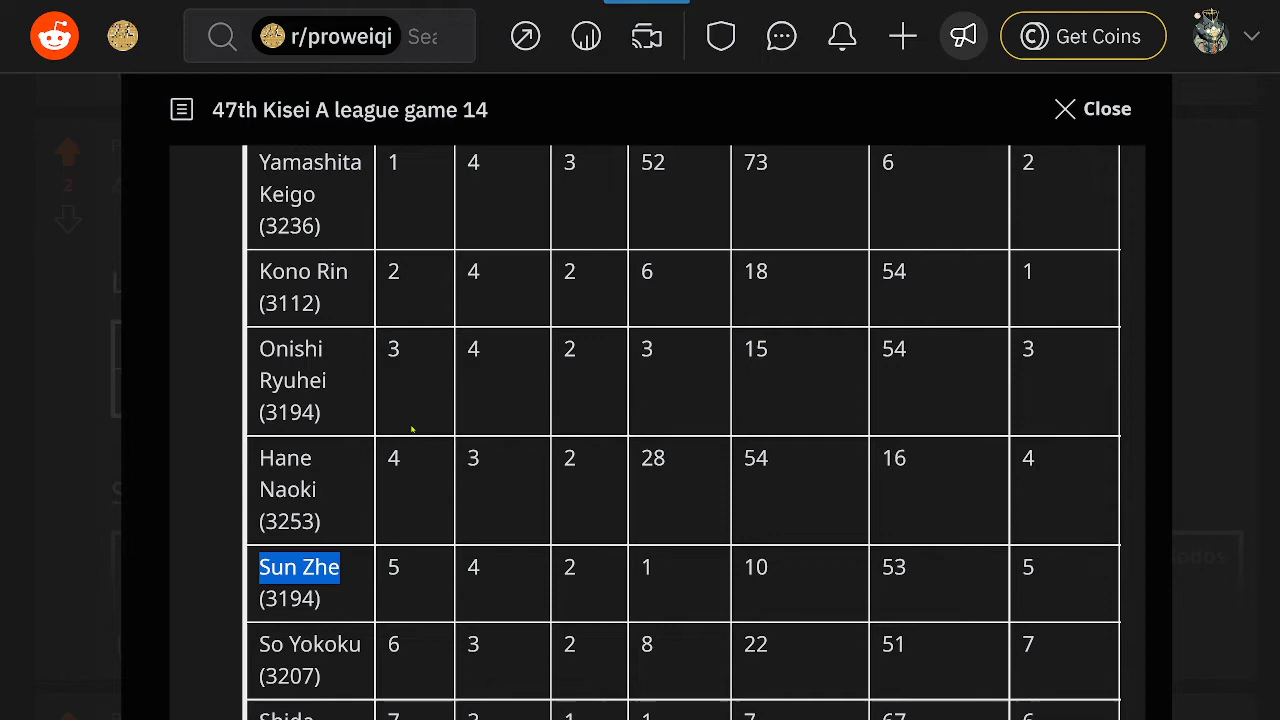 r/proweiqi Sea
Get Coins
47th Kisei A league game 14
Close
Yamashita Keigo (3236) 1 4 3 52 73 6 2
Kono Rin (3112) 2 4 2 6 18 54 1
Onishi Ryuhei (3194) 3 4 2 3 15 54 3
Hane Naoki (3253) 4 3 2 28 54 16 4
Sun Zhe (3194) 5 4 2 1 10 53 5
So Yokoku (3207) 6 3 2 8 22 51 7